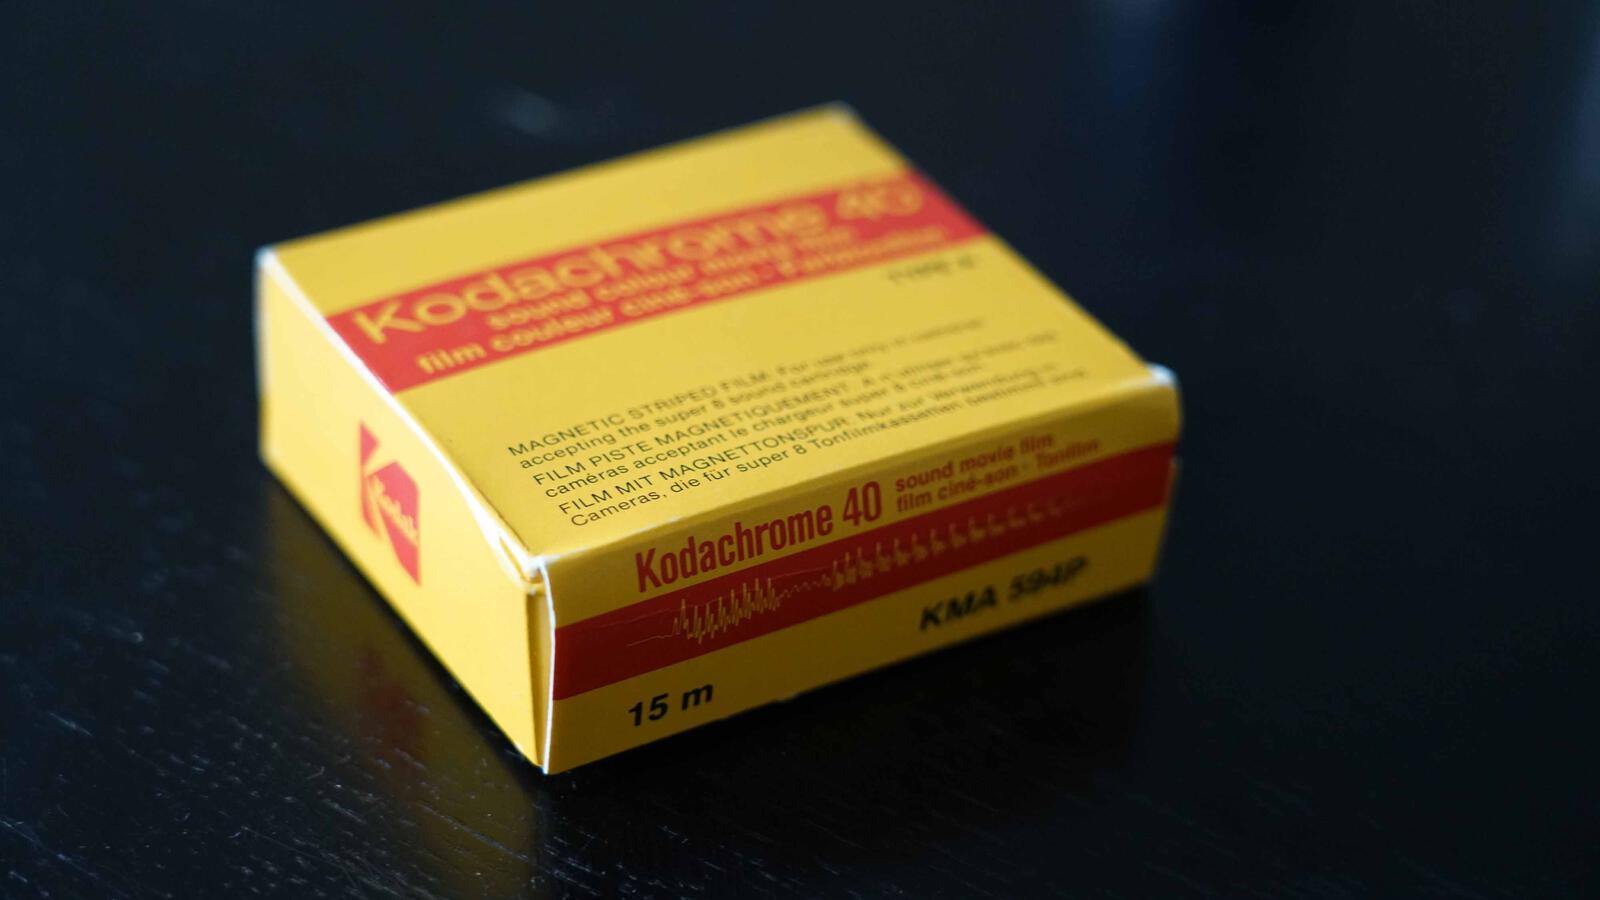 Kodachrome 40
sound colour movie film
film couleur ciné-son - Farbtonfilm
TYPE A
MAGNETIC STRIPED FILM. For use only in cameras
accepting the super 8 sound cartridge.
FILM PISTE MAGNETIQUEMENT. A n'utiliser qu'avec les
caméras acceptant le chargeur super 8 ciné-son.
FILM MIT MAGNETTONSPUR. Nur zur Verwendung in
Cameras, die für super 8 Tonfilmkassetten bestimmt sind.
Kodak
Kodachrome 40
sound movie film
film ciné-son - Tonfilm
KMA 594P
15 m